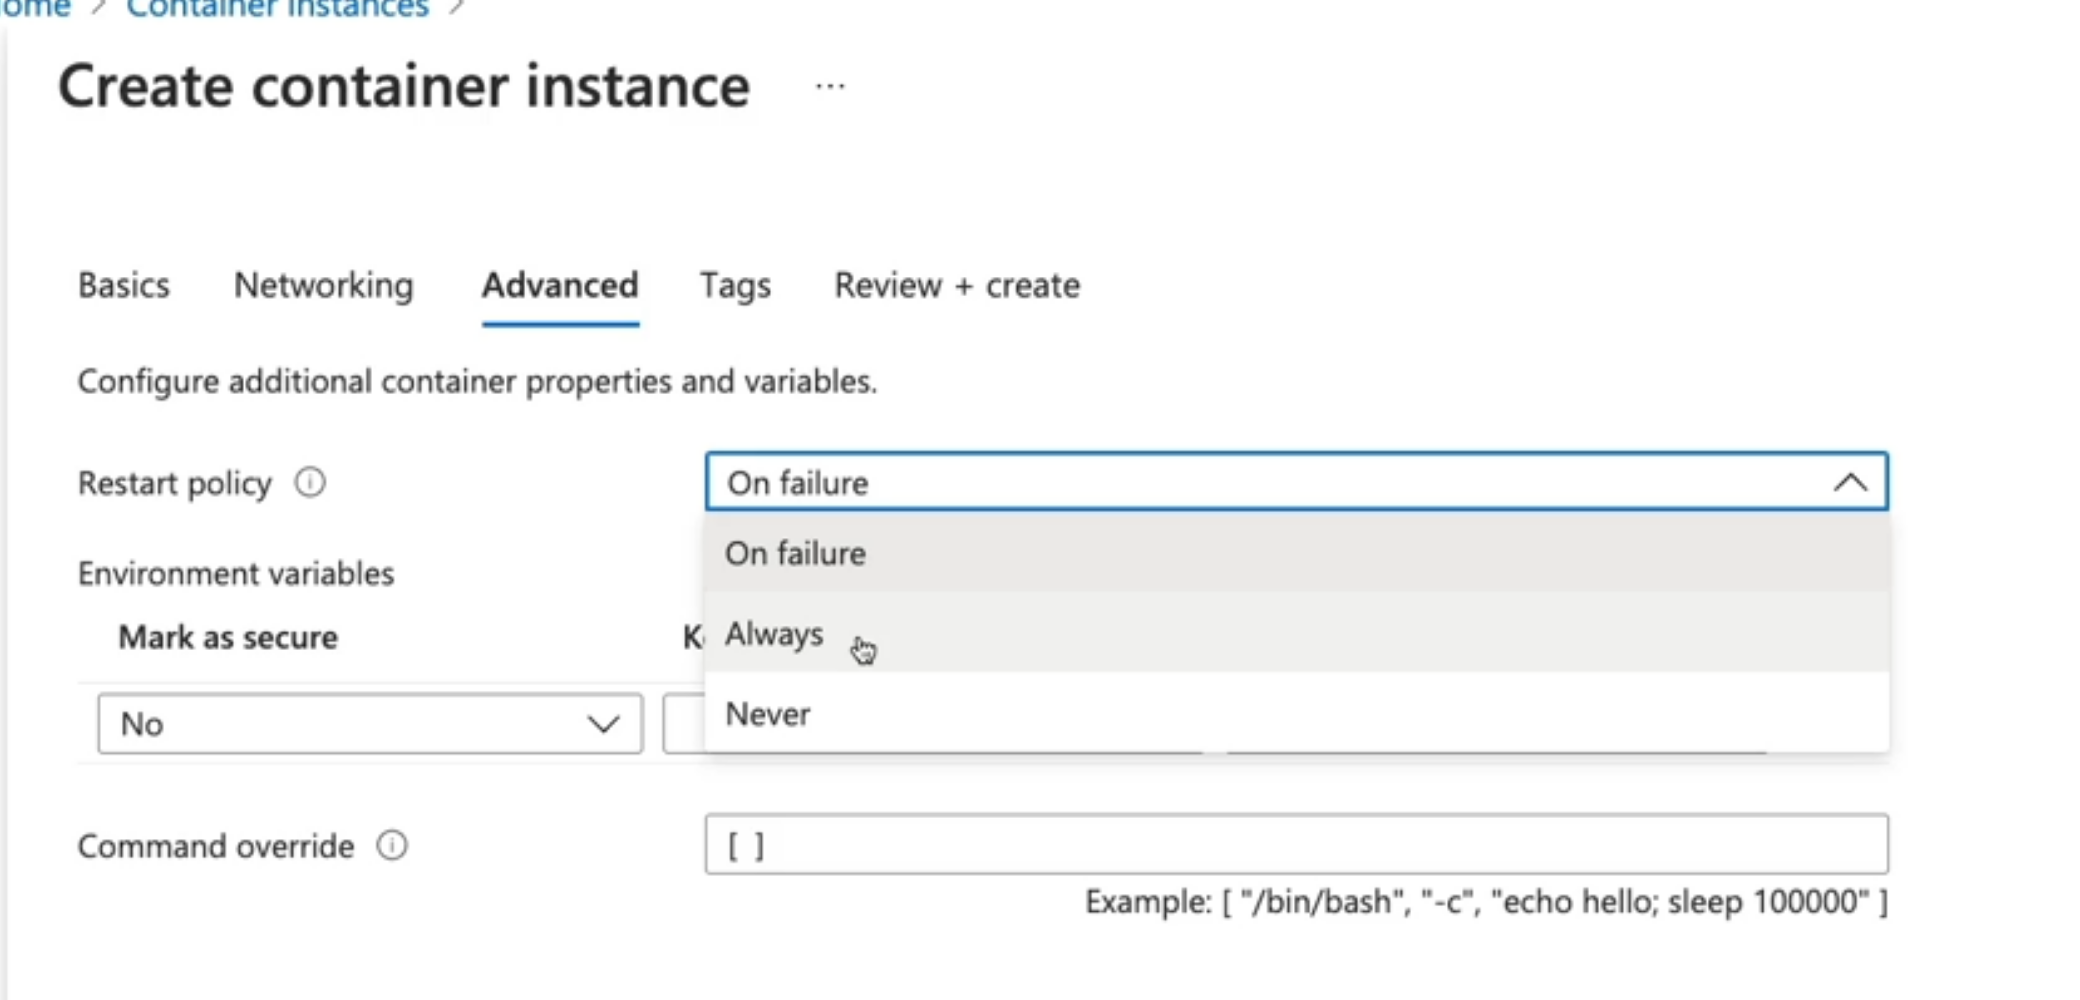 Home > Container instances >
Create container instance ...
Basics Networking Advanced Tags Review + create
Configure additional container properties and variables.
Restart policy On failure
On failure
Environment variables
Mark as secure
Always
No
Never
Command override [ ]
Example: [ "/bin/bash", "-c", "echo hello; sleep 100000" ]